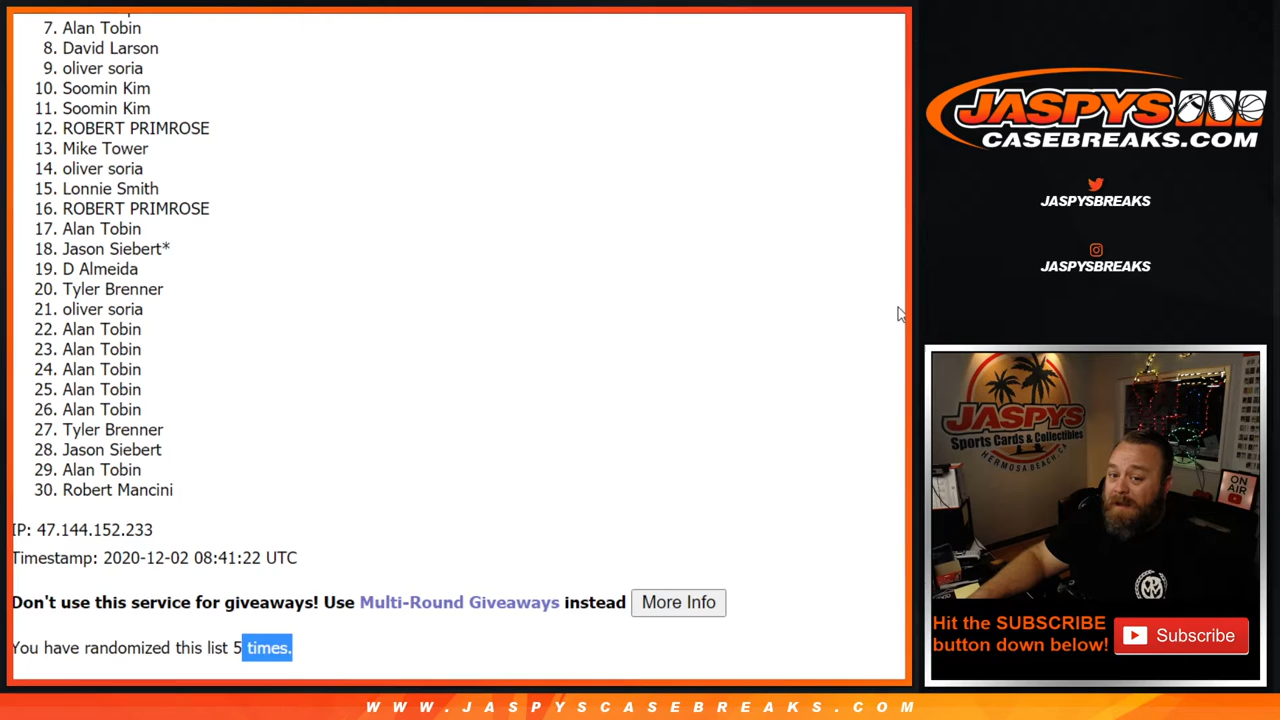 7. Alan Tobin
8. David Larson
9. oliver soria
10. Soomin Kim
11. Soomin Kim
12. ROBERT PRIMROSE
13. Mike Tower
14. oliver soria
15. Lonnie Smith
16. ROBERT PRIMROSE
17. Alan Tobin
18. Jason Siebert*
19. D Almeida
20. Tyler Brenner
21. oliver soria
22. Alan Tobin
23. Alan Tobin
24. Alan Tobin
25. Alan Tobin
26. Alan Tobin
27. Tyler Brenner
28. Jason Siebert
29. Alan Tobin
30. Robert Mancini
IP: 47.144.152.233
Timestamp: 2020-12-02 08:41:22 UTC
Don't use this service for giveaways! Use Multi-Round Giveaways instead More Info
You have randomized this list 5 times.
JASPYS
CASEBREAKS.COM
JASPYSBREAKS
JASPYSBREAKS
JASPYS
Sports Cards & Collectibles
HERMOSA BEACH, CA
ON AIR
Hit the SUBSCRIBE
button down below!
Subscribe
WWW.JASPYSCASEBREAKS.COM